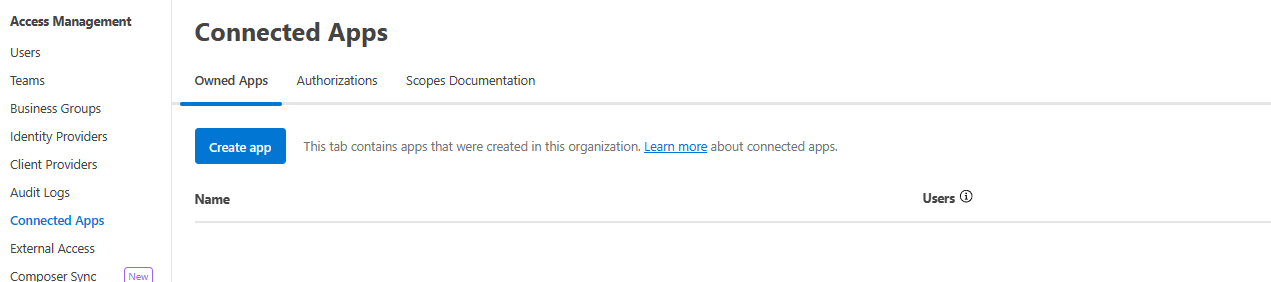 Access Management
Users
Teams
Business Groups
Identity Providers
Client Providers
Audit Logs
Connected Apps
External Access
Composer Sync New
Connected Apps
Owned Apps Authorizations Scopes Documentation
Create app This tab contains apps that were created in this organization. Learn more about connected apps.
Name Users